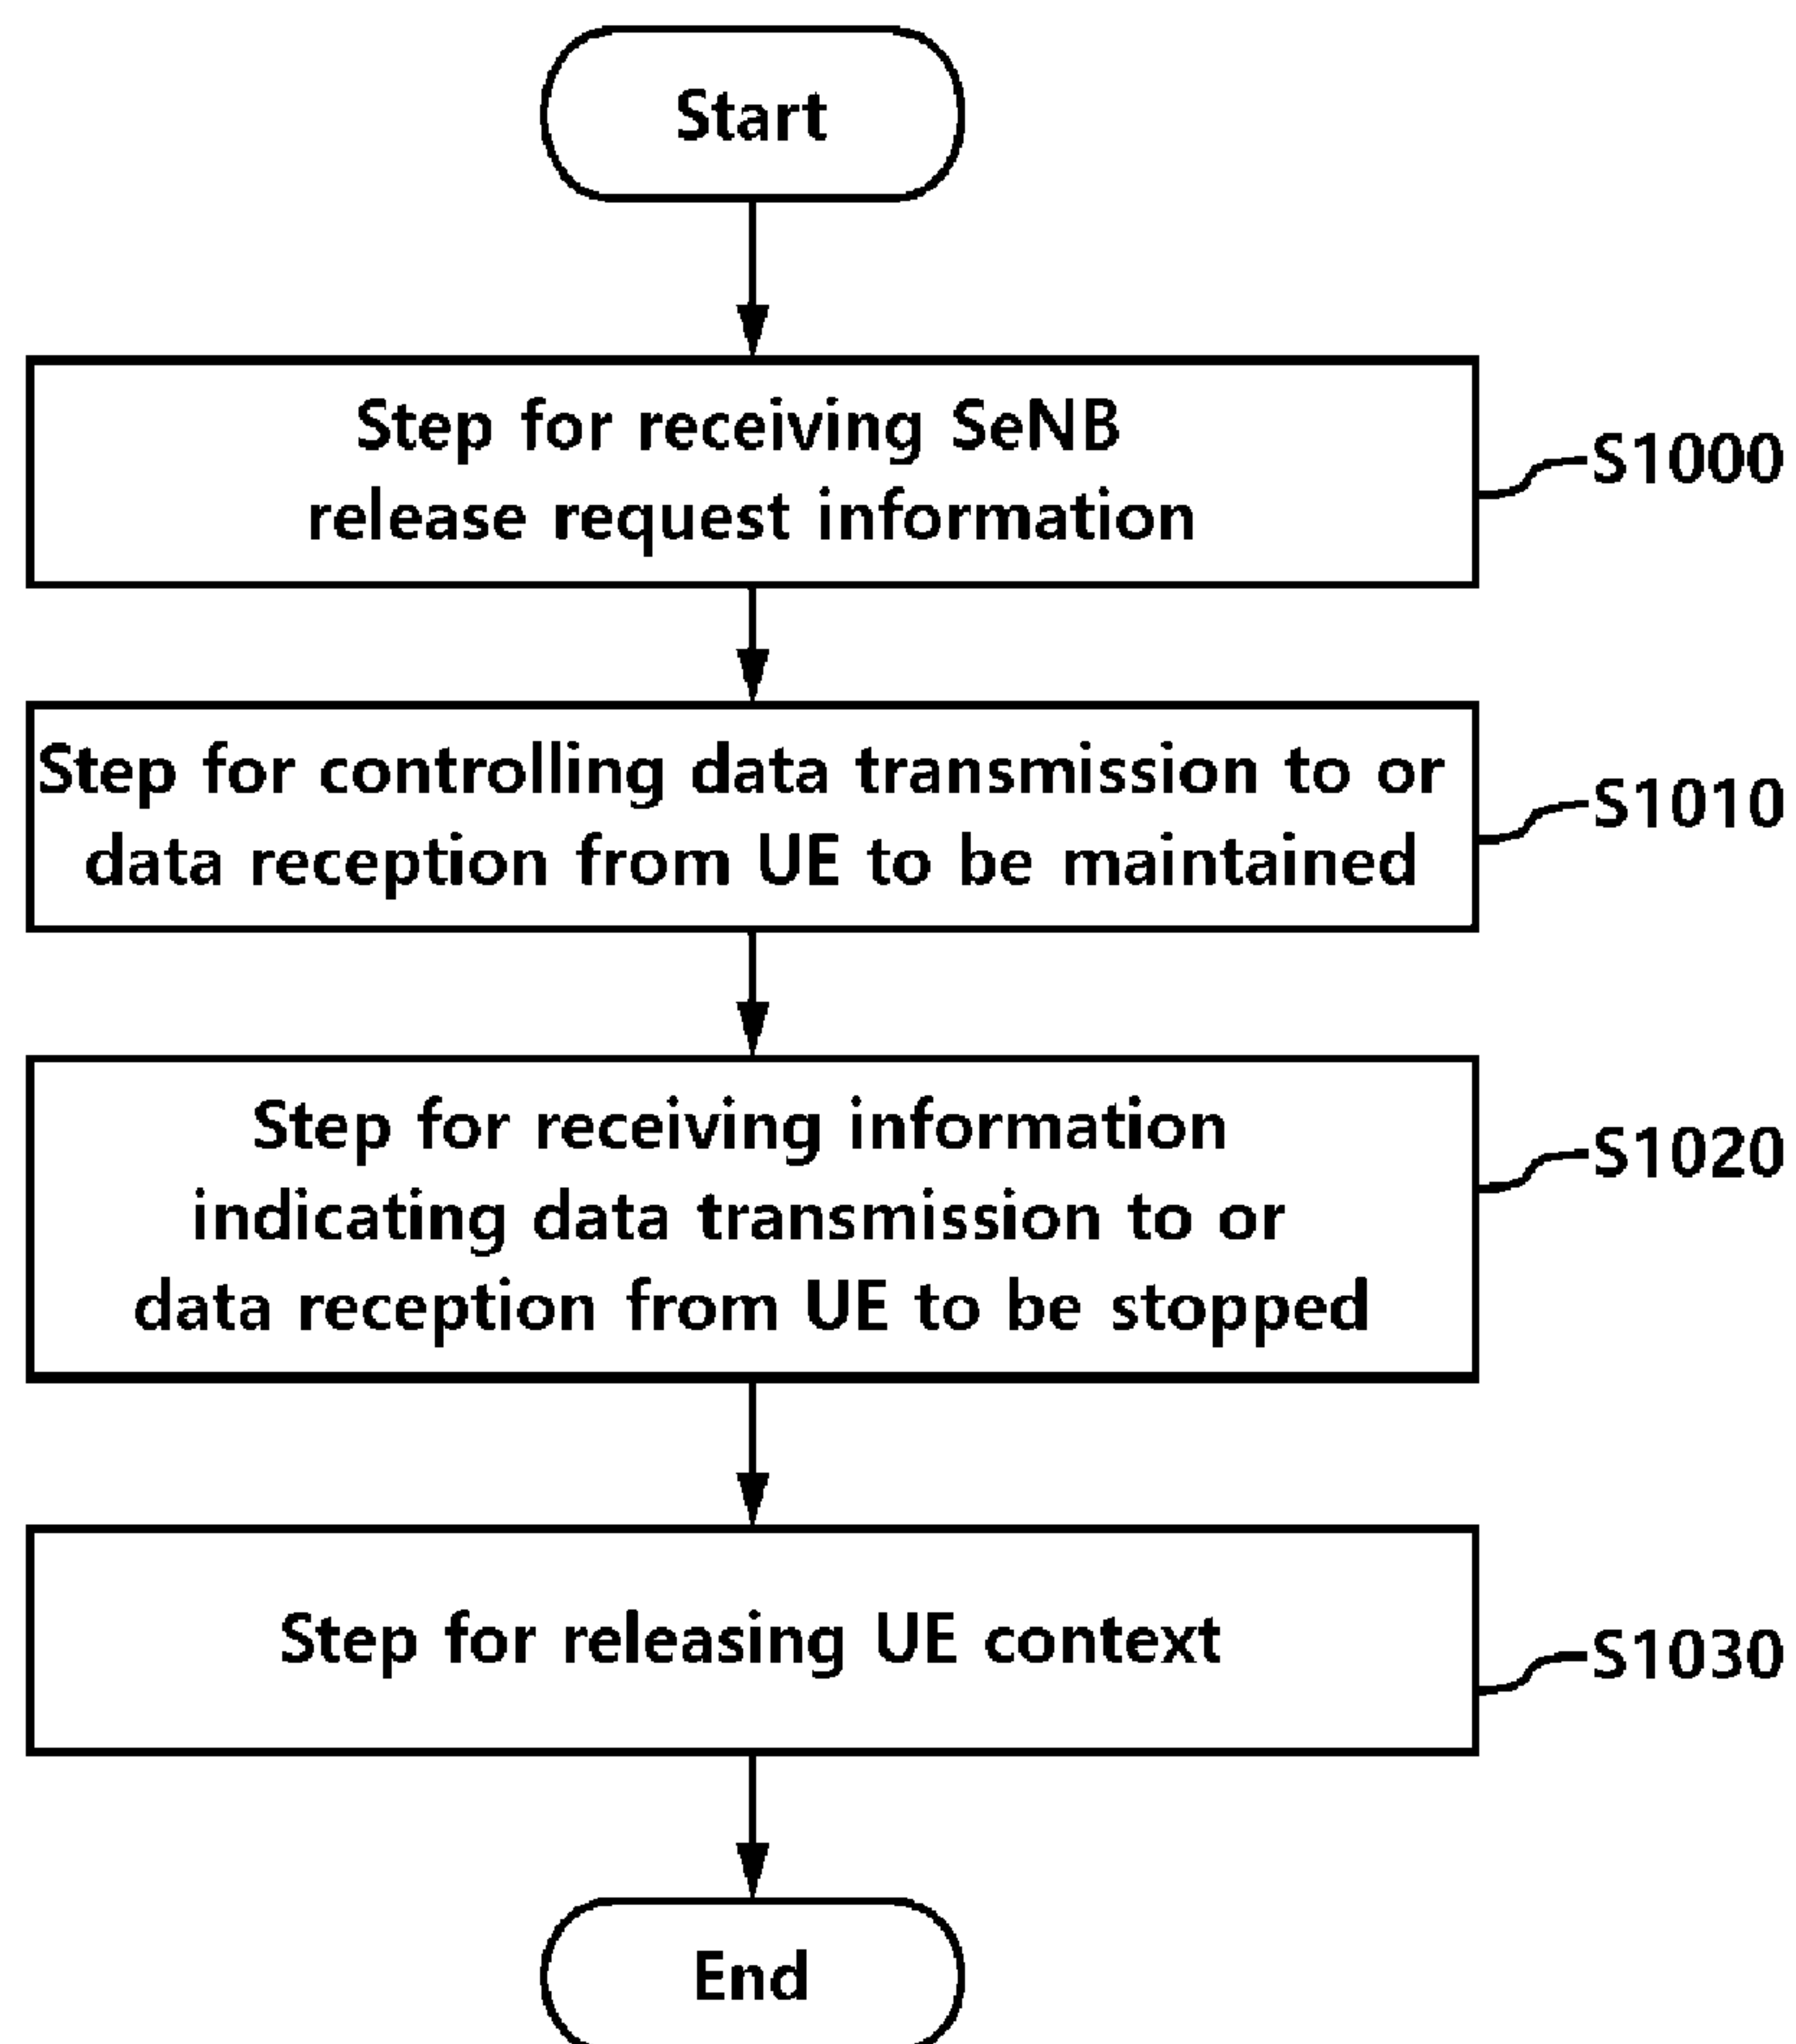 Start
Step for receiving SeNB
release request information
S1000
Step for controlling data transmission to or
data reception from UE to be maintained
S1010
Step for receiving information
indicating data transmission to or
data reception from UE to be stopped
S1020
Step for releasing UE context
S1030
End